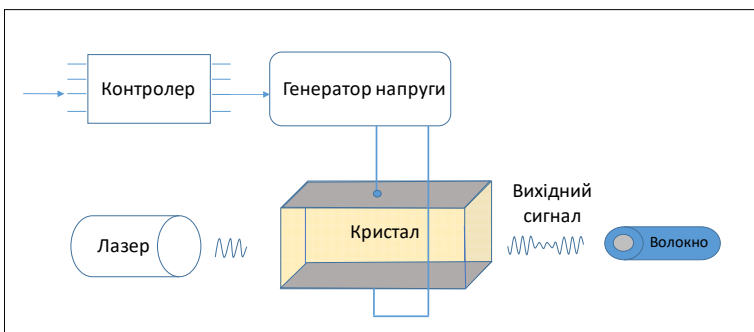 Контролер
Генератор напруги
Вихідний
сигнал
Лазер
Кристал
Волокно